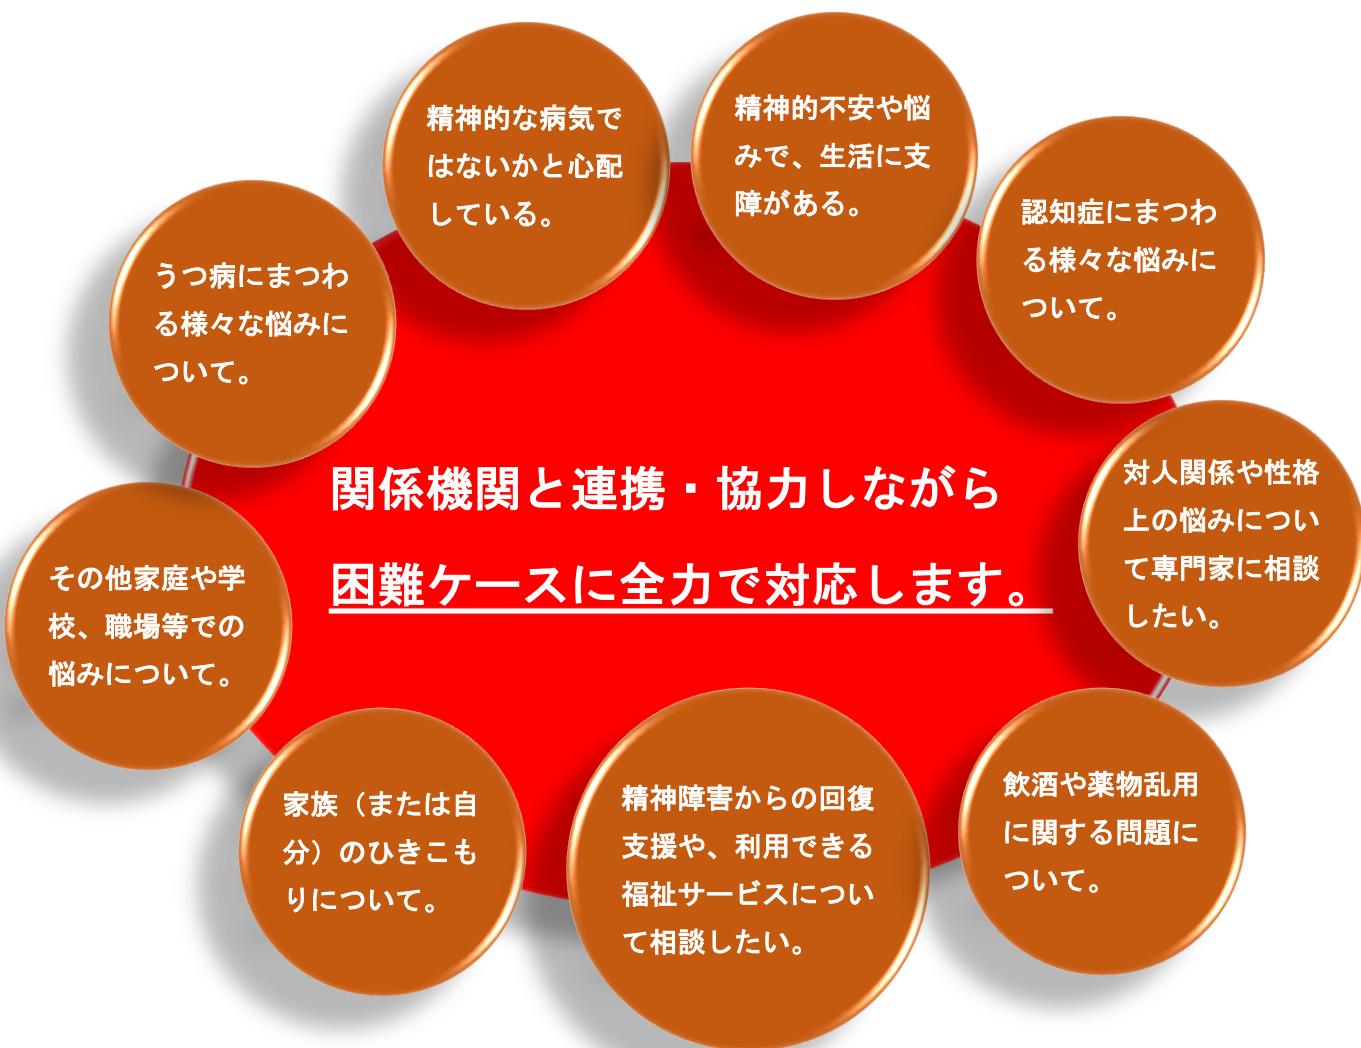 精神的な病気で
はないかと心配
している。
精神的不安や悩
みで、生活に支
障がある。
認知症にまつわ
る様々な悩みに
ついて。
うつ病にまつわ
る様々な悩みに
ついて。
関係機関と連携・協力しながら
困難ケースに全力で対応します。
対人関係や性格
上の悩みについ
て専門家に相談
したい。
その他家庭や学
校、職場等での
悩みについて。
家族（または自
分）のひきこも
りについて。
精神障害からの回復
支援や、利用できる
福祉サービスについ
て相談したい。
飲酒や薬物乱用
に関する問題に
ついて。